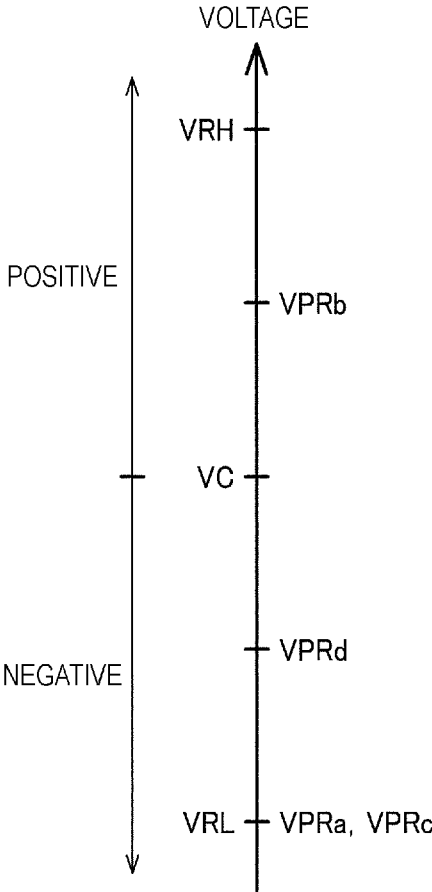 VOLTAGE
VRH
POSITIVE
VPRb
VC
VPRd
NEGATIVE
VRL VPRa, VPRc